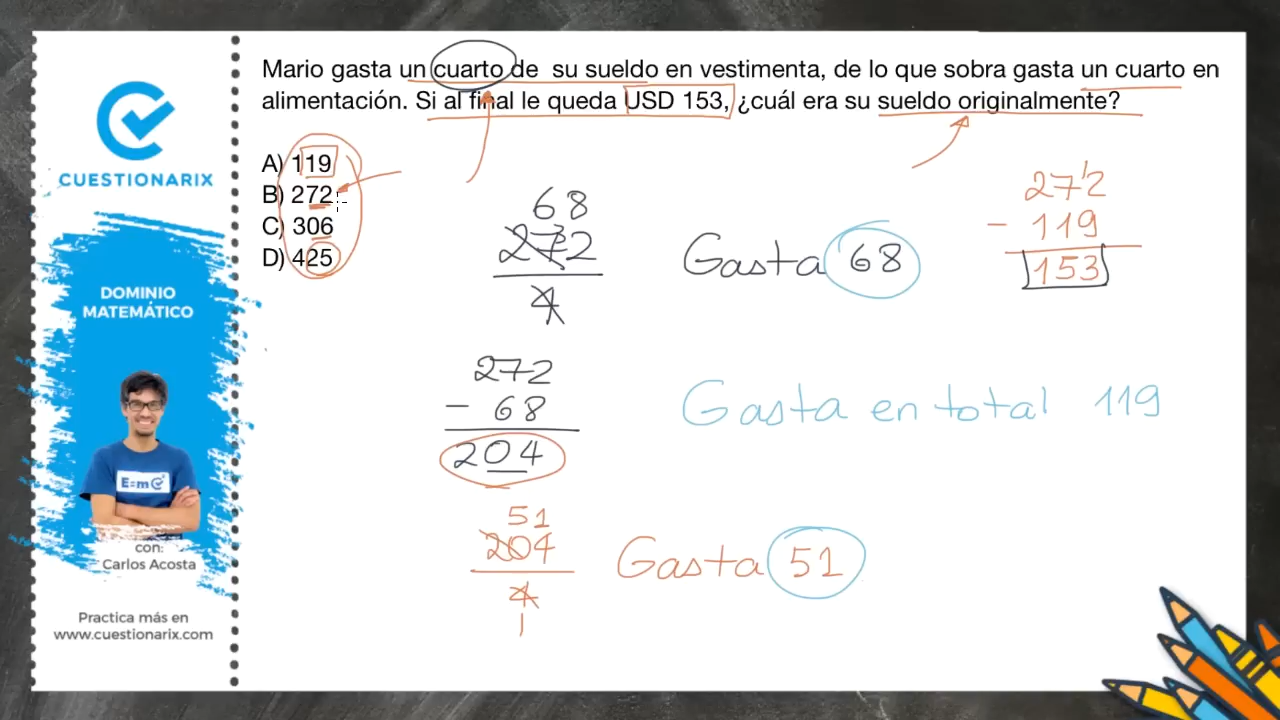 Mario gasta un cuarto de su sueldo en vestimenta, de lo que sobra gasta un cuarto en
alimentación. Si al final le queda USD 153, ¿cuál era su sueldo originalmente?
CUESTIONARIX
A) 119
B) 272
C) 306
D) 425
DOMINIO
MATEMÁTICO
E=m
con:
Carlos Acosta
Practica más en
www.cuestionarix.com
68
272
4
Gasta 68
272
- 119
153
272
- 68
204
Gasta en total 119
51
204
4
1
Gasta 51